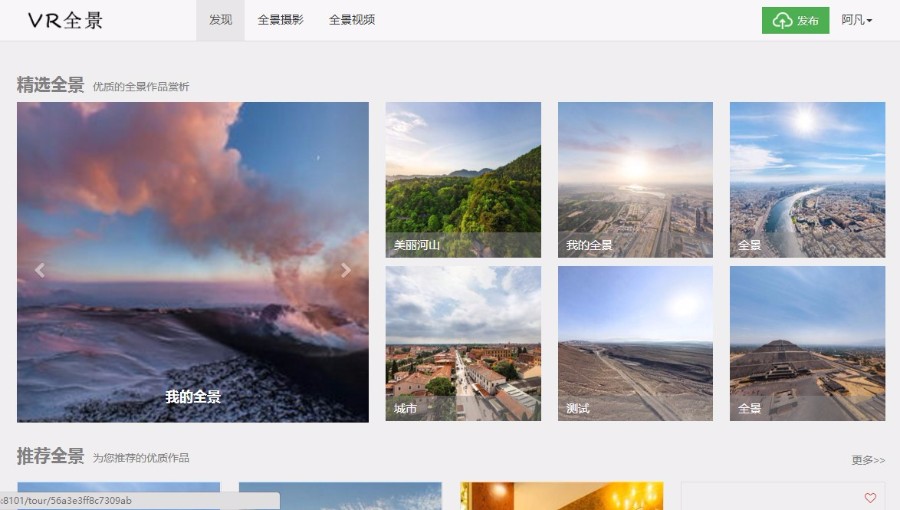 VR全景 发现 全景摄影 全景视频 发布 阿凡
精选全景 优质的全景作品赏析
美丽河山 我的全景 全景
我的全景
城市 测试 全景
推荐全景 为您推荐的优质作品 更多>>
:8101/tour/56a3e3ff8c7309ab